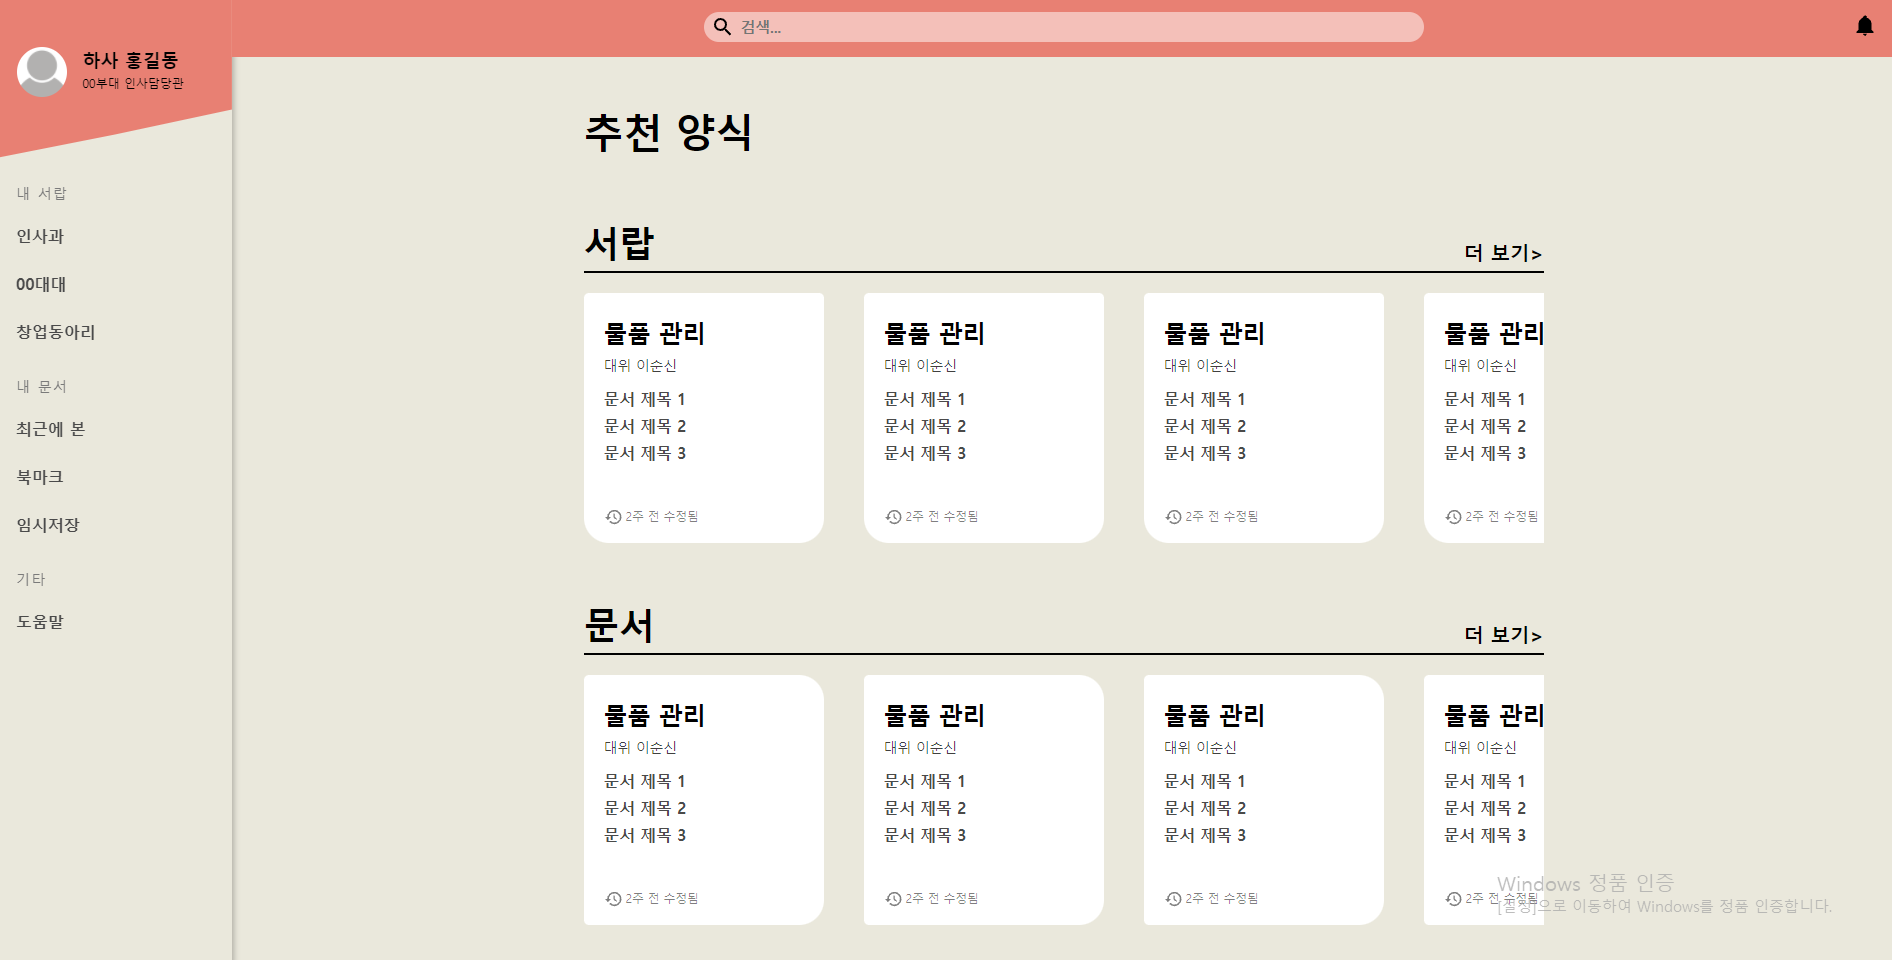 하사 홍길동
00부대 인사담당관
검색...
내 서랍
인사과
00대대
창업동아리
내 문서
최근에 본
북마크
임시저장
기타
도움말
추천 양식
서랍
더 보기>
물품 관리
대위 이순신
문서 제목 1
문서 제목 2
문서 제목 3
2주 전 수정됨
물품 관리
대위 이순신
문서 제목 1
문서 제목 2
문서 제목 3
2주 전 수정됨
물품 관리
대위 이순신
문서 제목 1
문서 제목 2
문서 제목 3
2주 전 수정됨
물품 관리
대위 이순신
문서 제목 1
문서 제목 2
문서 제목 3
2주 전 수정됨
문서
더 보기>
물품 관리
대위 이순신
문서 제목 1
문서 제목 2
문서 제목 3
2주 전 수정됨
물품 관리
대위 이순신
문서 제목 1
문서 제목 2
문서 제목 3
2주 전 수정됨
물품 관리
대위 이순신
문서 제목 1
문서 제목 2
문서 제목 3
2주 전 수정됨
물품 관리
대위 이순신
문서 제목 1
문서 제목 2
문서 제목 3
2주 전 수정됨
Windows 정품 인증
[설정]으로 이동하여 Windows를 정품 인증합니다.